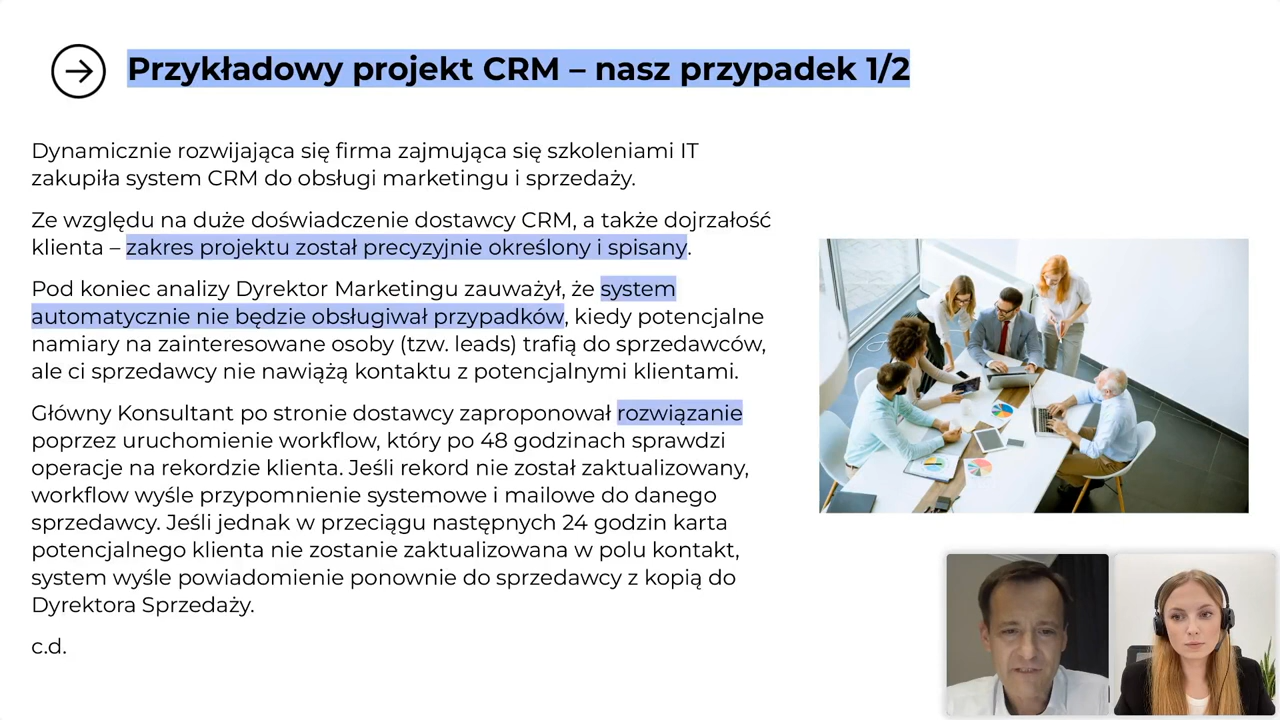 Przykładowy projekt CRM – nasz przypadek 1/2
Dynamicznie rozwijająca się firma zajmująca się szkoleniami IT
zakupiła system CRM do obsługi marketingu i sprzedaży.
Ze względu na duże doświadczenie dostawcy CRM, a także dojrzałość
klienta – zakres projektu został precyzyjnie określony i spisany.
Pod koniec analizy Dyrektor Marketingu zauważył, że system
automatycznie nie będzie obsługiwał przypadków, kiedy potencjalne
namiary na zainteresowane osoby (tzw. leads) trafią do sprzedawców,
ale ci sprzedawcy nie nawiążą kontaktu z potencjalnymi klientami.
Główny Konsultant po stronie dostawcy zaproponował rozwiązanie
poprzez uruchomienie workflow, który po 48 godzinach sprawdzi
operacje na rekordzie klienta. Jeśli rekord nie został zaktualizowany,
workflow wyśle przypomnienie systemowe i mailowe do danego
sprzedawcy. Jeśli jednak w przeciągu następnych 24 godzin karta
potencjalnego klienta nie zostanie zaktualizowana w polu kontakt,
system wyśle powiadomienie ponownie do sprzedawcy z kopią do
Dyrektora Sprzedaży.
c.d.